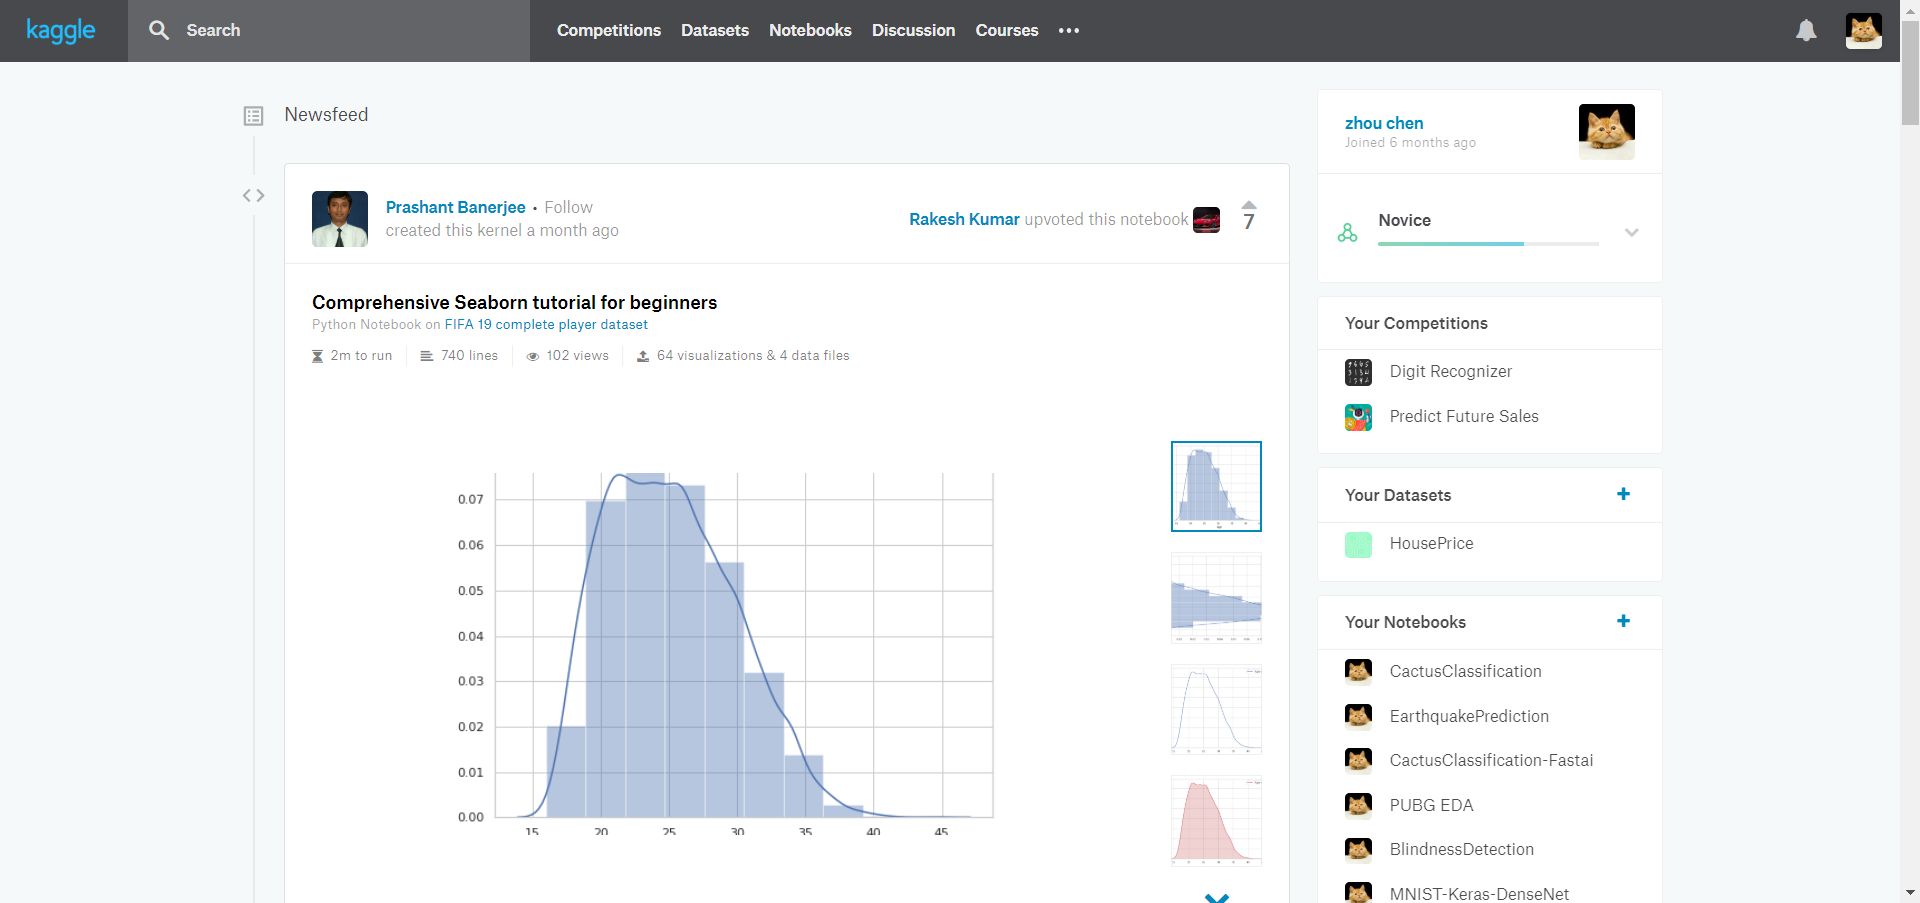 kaggle
Search
Competitions Datasets Notebooks Discussion Courses
Newsfeed
Prashant Banerjee • Follow
created this kernel a month ago
Rakesh Kumar upvoted this notebook
7
Comprehensive Seaborn tutorial for beginners
Python Notebook on FIFA 19 complete player dataset
2m to run 740 lines 102 views 64 visualizations & 4 data files
0.07
0.06
0.05
0.04
0.03
0.02
0.01
0.00
15 20 25 30 35 40 45
zhou chen
Joined 6 months ago
Novice
Your Competitions
Digit Recognizer
Predict Future Sales
Your Datasets
HousePrice
Your Notebooks
CactusClassification
EarthquakePrediction
CactusClassification-Fastai
PUBG EDA
BlindnessDetection
MNIST-Keras-DenseNet